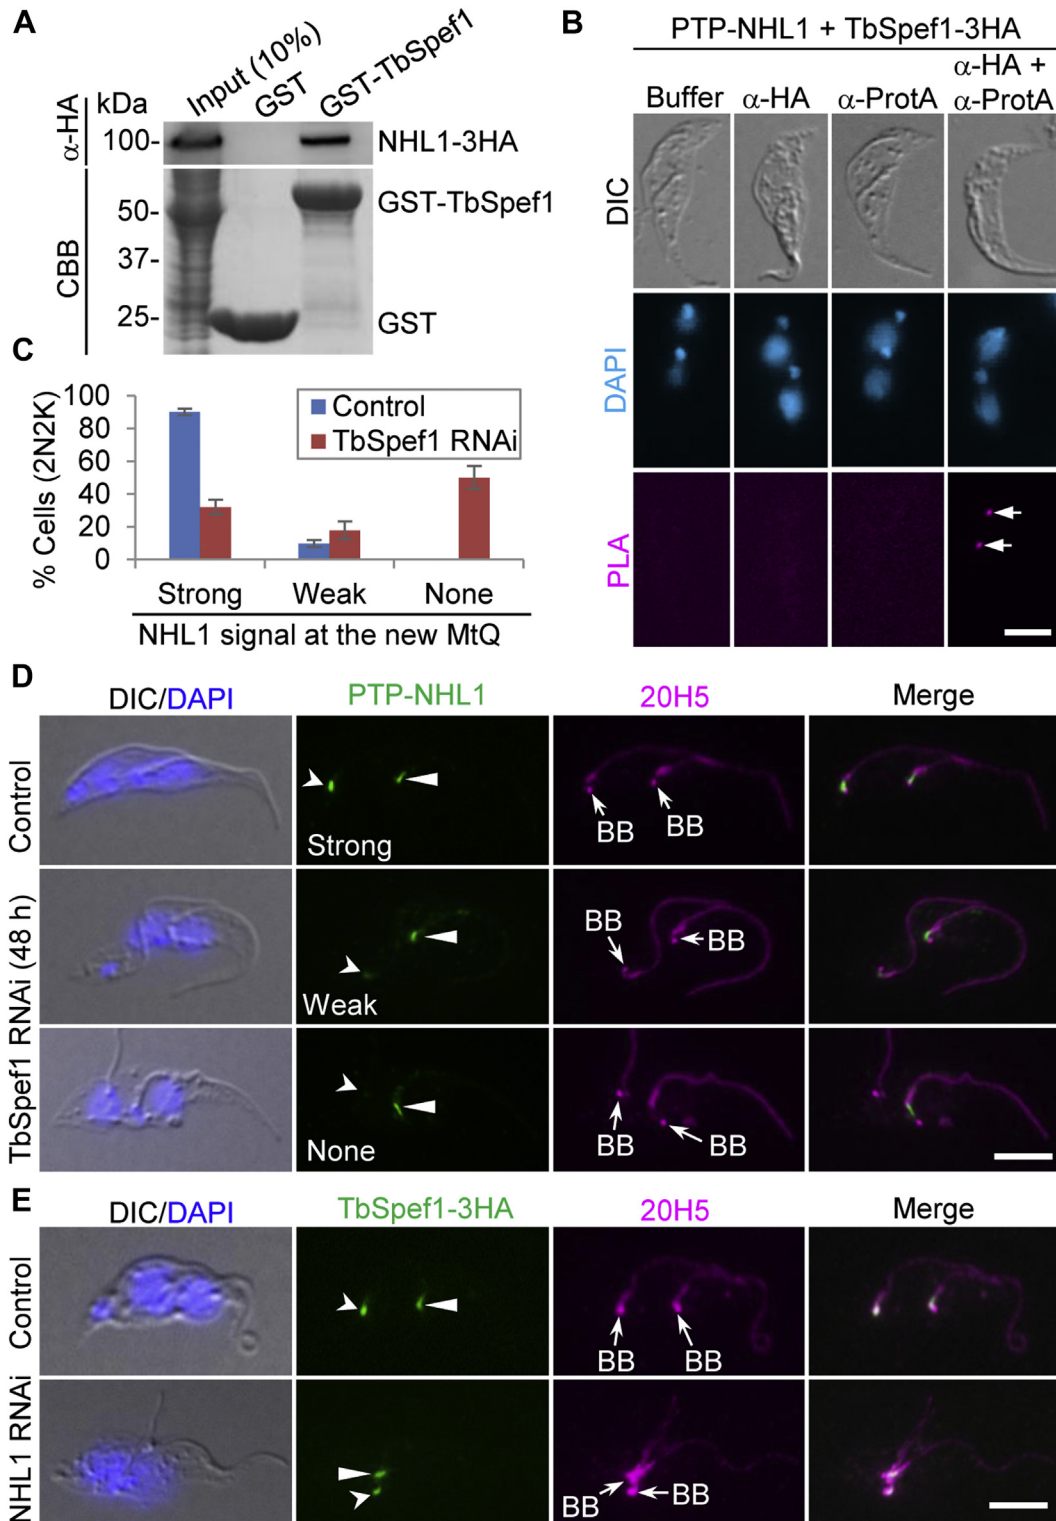 A
Input (10%)
GST
GST-TbSpef1
kDa
α-HA
100-
NHL1-3HA
CBB
50-
37-
25-
GST-TbSpef1
GST
B
PTP-NHL1 + TbSpef1-3HA
Buffer
α-HA
α-ProtA
α-HA +
α-ProtA
DIC
DAPI
PLA
C
% Cells (2N2K)
100
80
60
40
20
0
Control
TbSpef1 RNAi
Strong
Weak
None
NHL1 signal at the new MtQ
D
DIC/DAPI
PTP-NHL1
20H5
Merge
Control
Strong
BB
BB
TbSpef1 RNAi (48 h)
Weak
BB
BB
None
BB
BB
E
DIC/DAPI
TbSpef1-3HA
20H5
Merge
Control
BB
BB
NHL1 RNAi
BB
BB